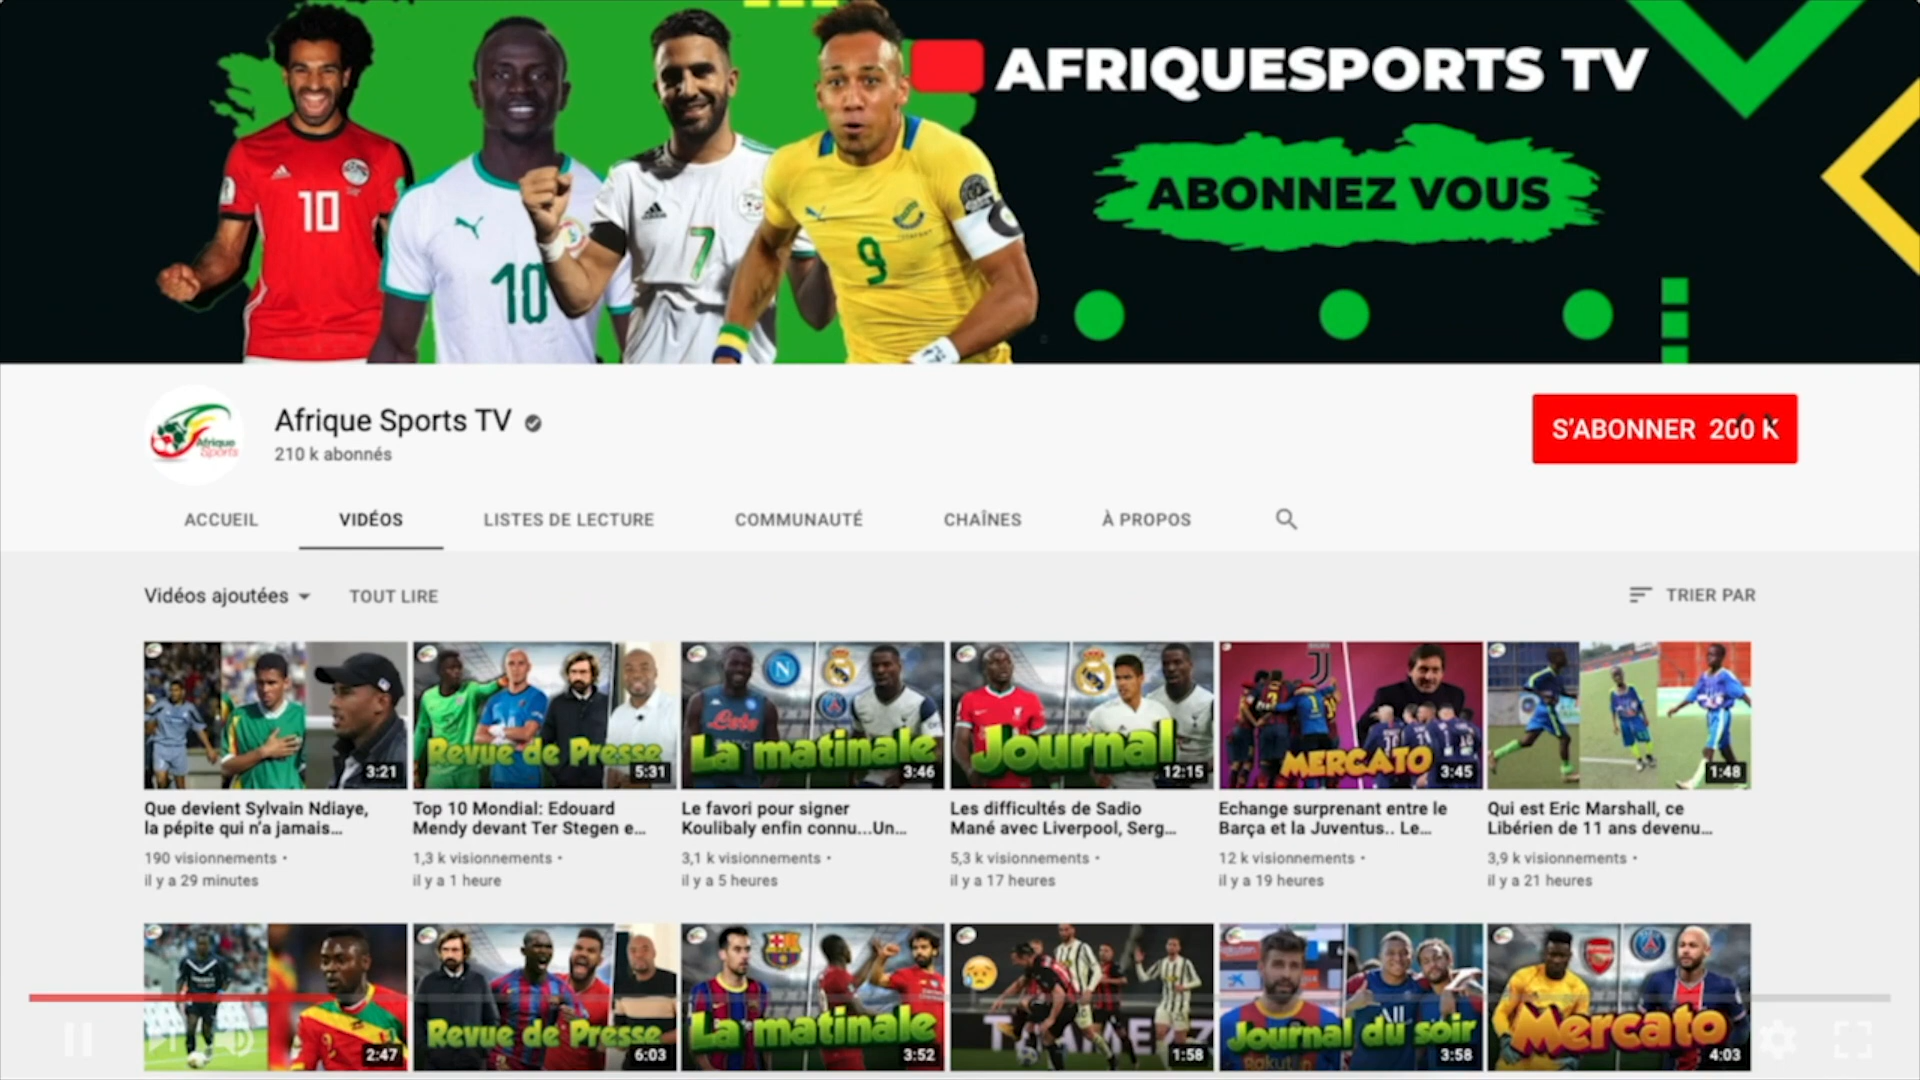 AFRIQUESPORTS TV
ABONNEZ VOUS
10
10
7
9
Afrique Sports TV
210 k abonnés
Afrique
Sports
S'ABONNER 200 K
ACCUEIL
VIDÉOS
LISTES DE LECTURE
COMMUNAUTÉ
CHAÎNES
À PROPOS
Vidéos ajoutées
TOUT LIRE
TRIER PAR
3:21
Revue de Presse
5:31
La matinale
3:46
Journal
12:15
MERCATO
3:45
1:48
Que devient Sylvain Ndiaye,
la pépite qui n'a jamais...
190 visionnements •
il y a 29 minutes
Top 10 Mondial: Edouard
Mendy devant Ter Stegen e...
1,3 k visionnements •
il y a 1 heure
Le favori pour signer
Koulibaly enfin connu...Un...
3,1 k visionnements •
il y a 5 heures
Les difficultés de Sadio
Mané avec Liverpool, Serg...
5,3 k visionnements •
il y a 17 heures
Echange surprenant entre le
Barça et la Juventus.. Le...
12 k visionnements •
il y a 19 heures
Qui est Eric Marshall, ce
Libérien de 11 ans devenu...
3,9 k visionnements •
il y a 21 heures
2:47
Revue de Presse
6:03
La matinale
3:52
1:58
Journal du soir
3:58
Mercato
4:03